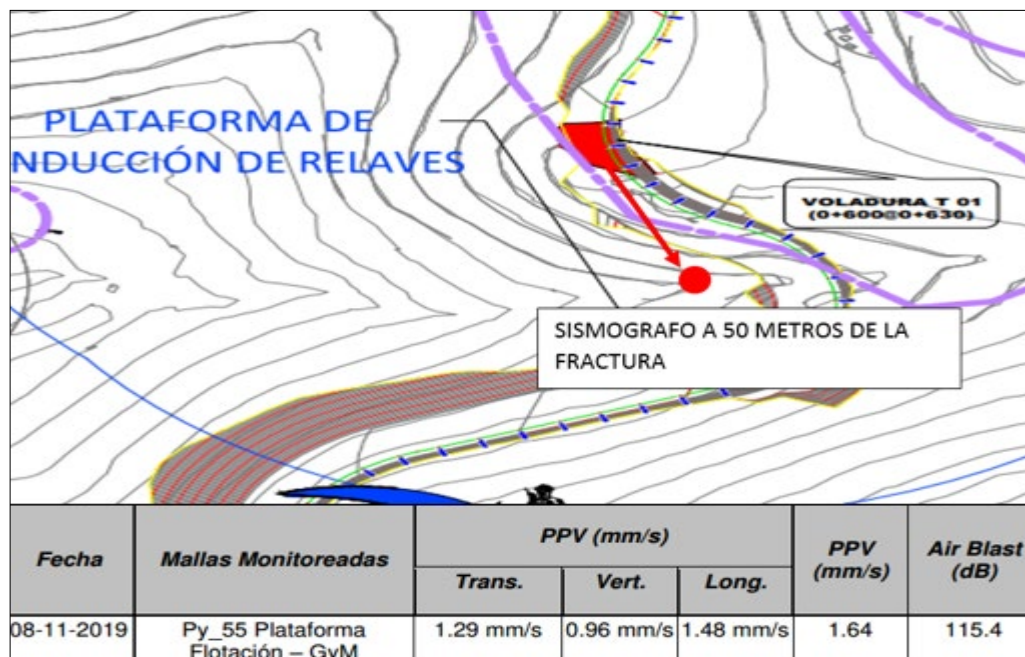 PLATAFORMA DE
NDUCCIÓN DE RELAVES
VOLADURA T 01
(0+600@0+630)
SISMOGRAFO A 50 METROS DE LA
FRACTURA
Fecha
Mallas Monitoreadas
PPV (mm/s)
Trans.
Vert.
Long.
PPV
(mm/s)
Air Blast
(dB)
08-11-2019
Py_55 Plataforma
Flotación – GyM
1.29 mm/s
0.96 mm/s
1.48 mm/s
1.64
115.4